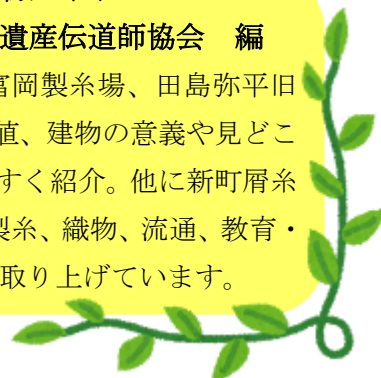 遺産伝道師協会　編
富岡製糸場、田島弥平旧
値、建物の意義や見どこ
すく紹介。他に新町屑糸
製糸、織物、流通、教育・
取り上げています。